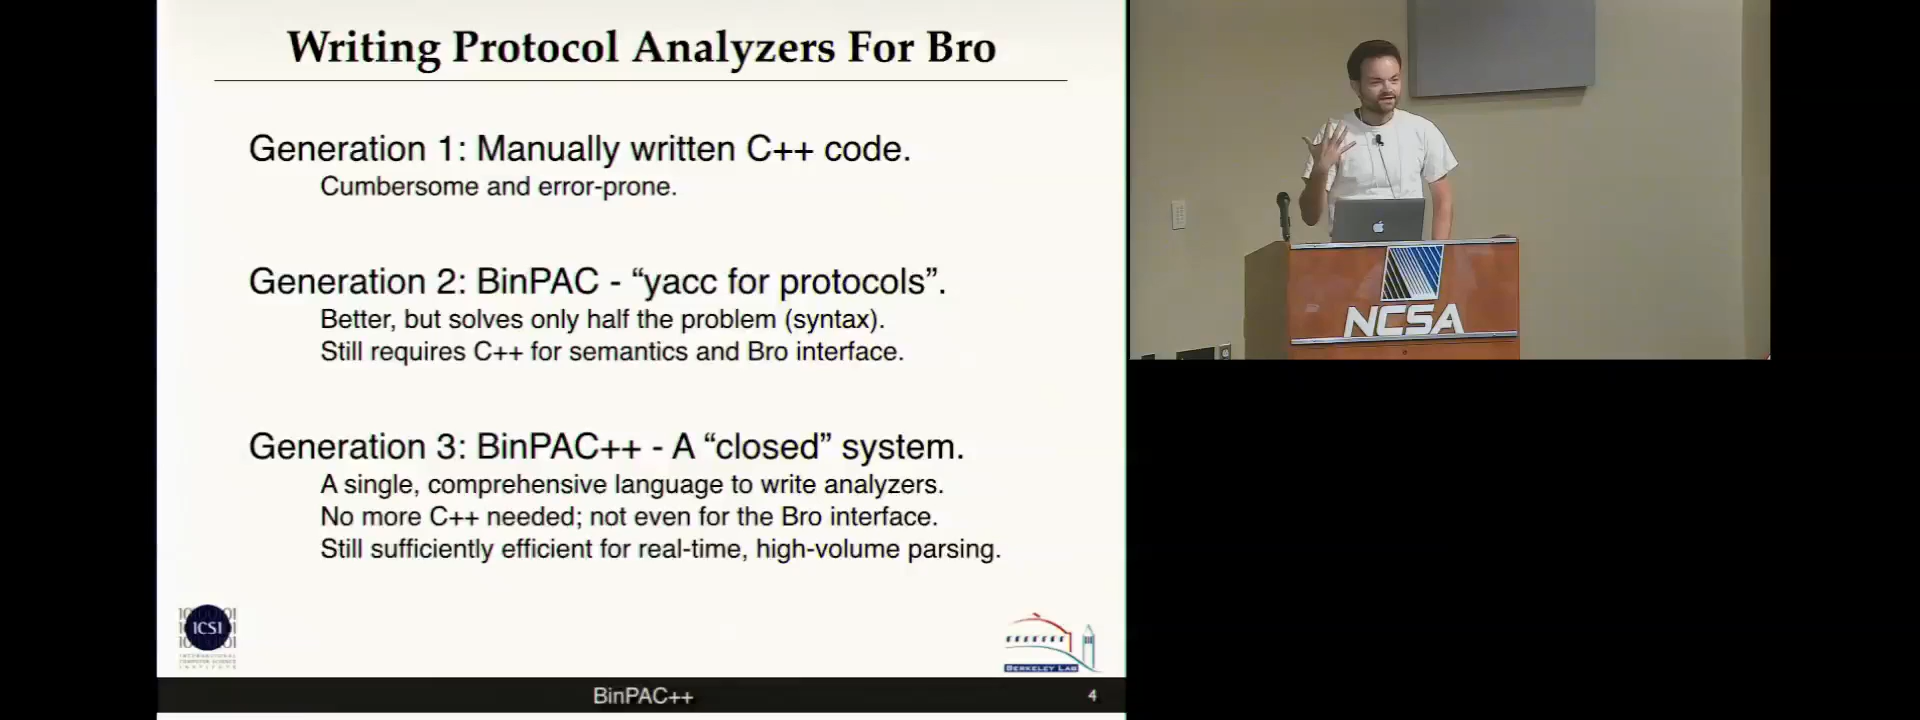 Writing Protocol Analyzers For Bro
Generation 1: Manually written C++ code.
Cumbersome and error-prone.
Generation 2: BinPAC - “yacc for protocols”.
Better, but solves only half the problem (syntax).
Still requires C++ for semantics and Bro interface.
Generation 3: BinPAC++ - A “closed” system.
A single, comprehensive language to write analyzers.
No more C++ needed; not even for the Bro interface.
Still sufficiently efficient for real-time, high-volume parsing.
ICSI
INTERNATIONAL
COMPUTER SCIENCE
INSTITUTE
BERKELEY LAB
BinPAC++
4
NCSA